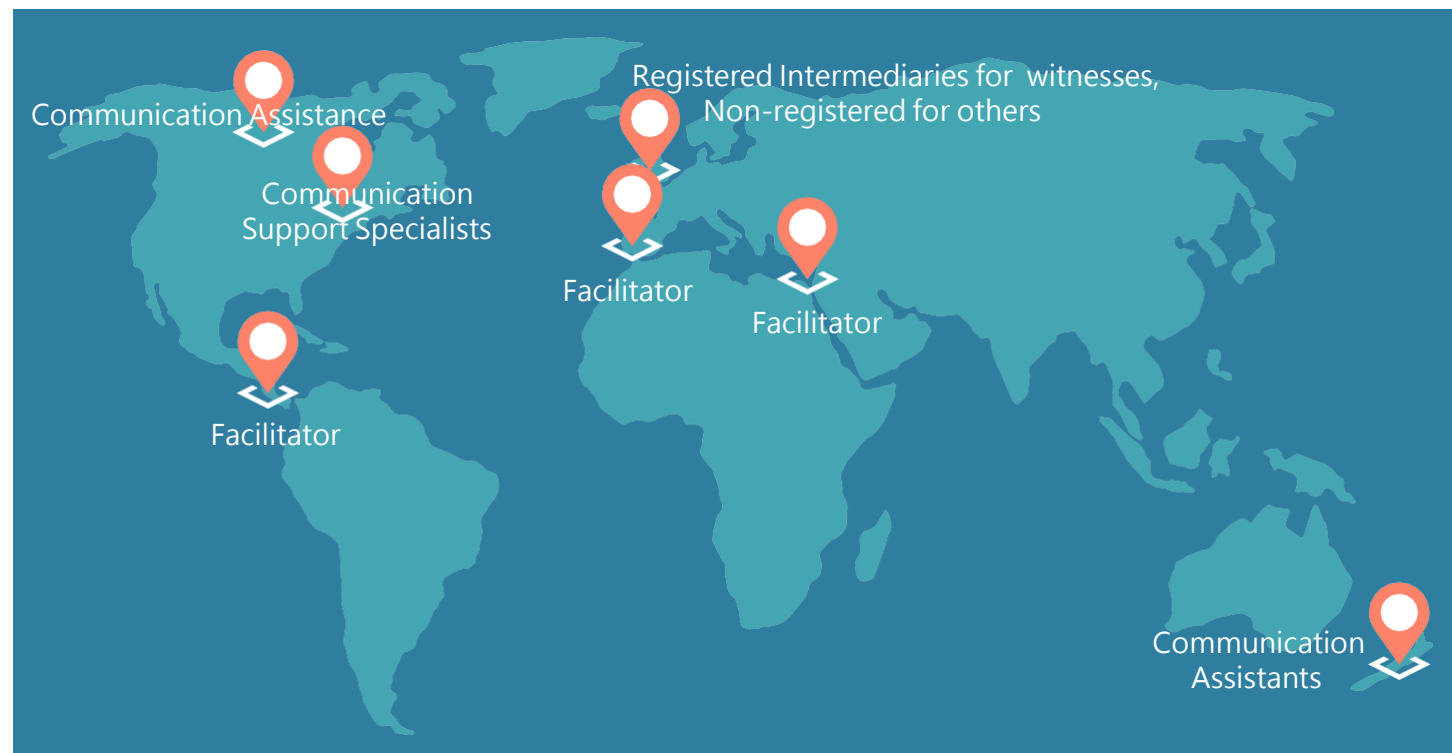 Registered Intermediaries for witnesses,
Non-registered for others
Communication Assistance
Communication
Support Specialists
Facilitator
Facilitator
Facilitator
Communication
Assistants